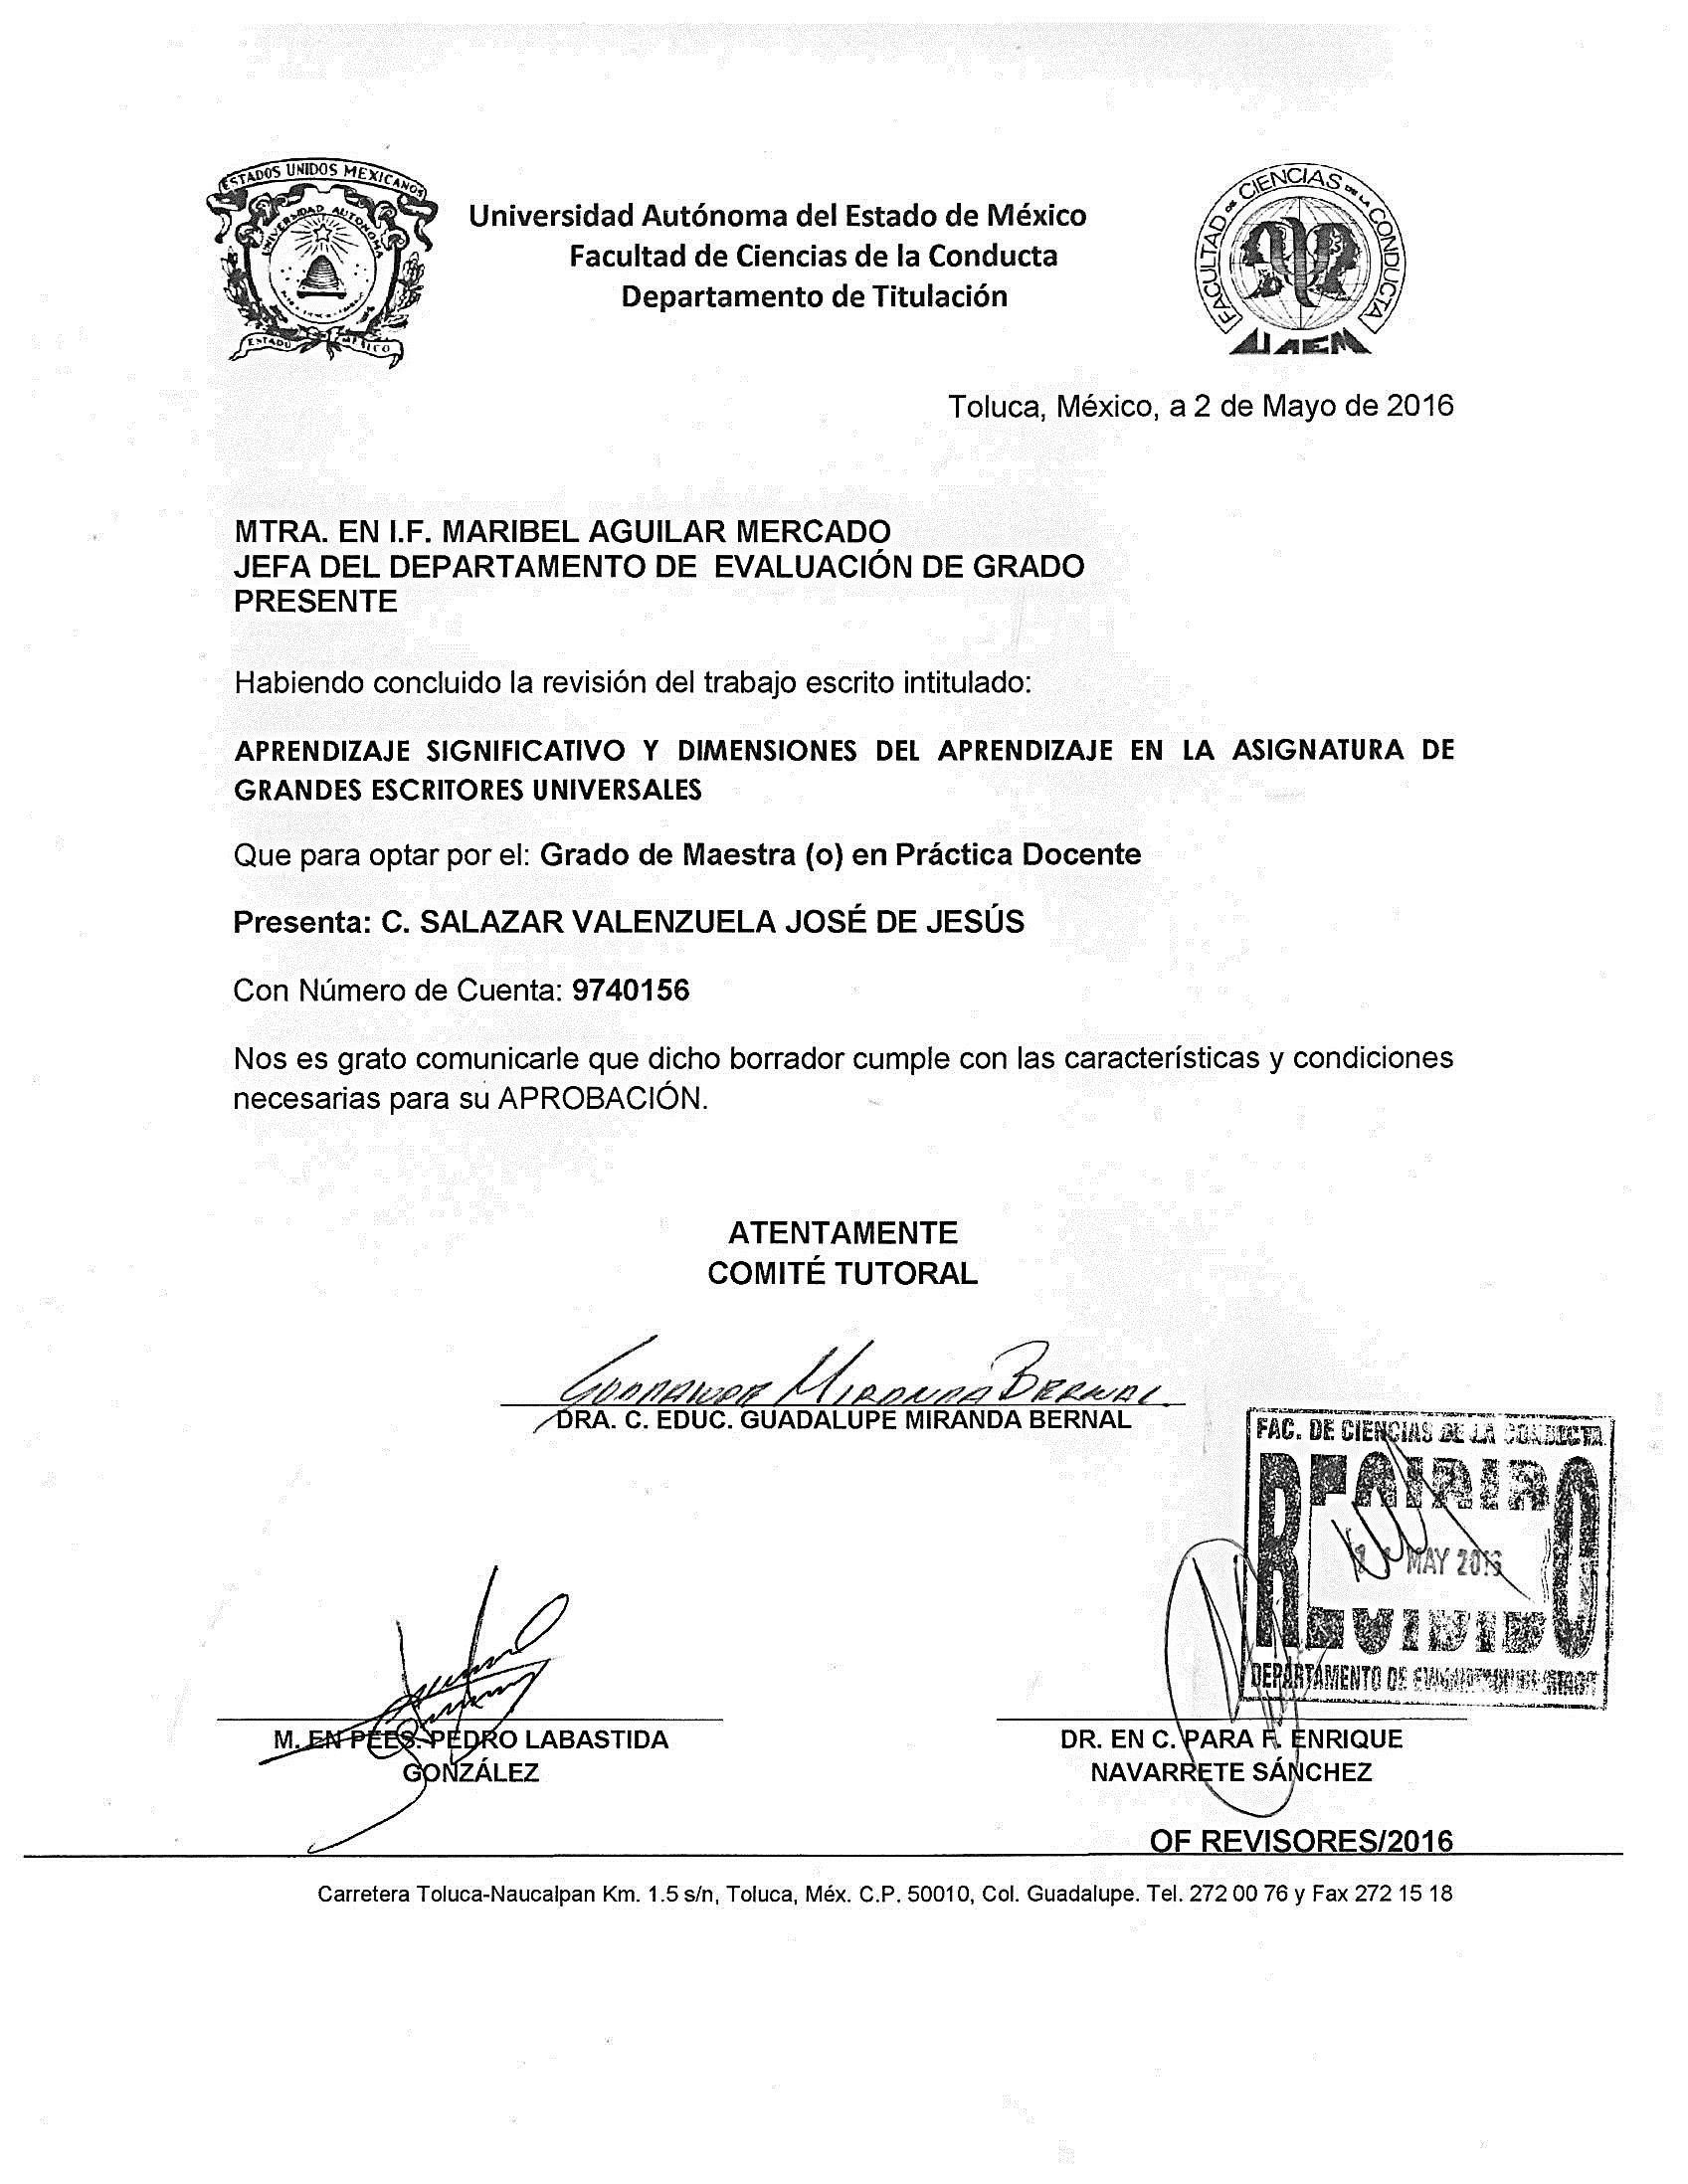 ESTADOS UNIDOS MEXICANOS
UNIVERSIDAD AUTONOMA
ESTADO MEXICO
Universidad Autónoma del Estado de México
Facultad de Ciencias de la Conducta
Departamento de Titulación
FACULTAD DE CIENCIAS DE LA CONDUCTA
UAEM
Toluca, México, a 2 de Mayo de 2016
MTRA. EN I.F. MARIBEL AGUILAR MERCADO
JEFA DEL DEPARTAMENTO DE EVALUACIÓN DE GRADO
PRESENTE
Habiendo concluido la revisión del trabajo escrito intitulado:
APRENDIZAJE SIGNIFICATIVO Y DIMENSIONES DEL APRENDIZAJE EN LA ASIGNATURA DE
GRANDES ESCRITORES UNIVERSALES
Que para optar por el: Grado de Maestra (o) en Práctica Docente
Presenta: C. SALAZAR VALENZUELA JOSÉ DE JESÚS
Con Número de Cuenta: 9740156
Nos es grato comunicarle que dicho borrador cumple con las características y condiciones
necesarias para su APROBACIÓN.
ATENTAMENTE
COMITÉ TUTORAL
Guadalupe Miranda Bernal
DRA. C. EDUC. GUADALUPE MIRANDA BERNAL
FAC. DE CIENCIAS DE LA CONDUCTA
RECIBIDO
MAY 2016
RECIBIDO
DEPARTAMENTO DE
M. EN PEES. PEDRO LABASTIDA
GONZÁLEZ
DR. EN C. PARA F. ENRIQUE
NAVARRETE SÁNCHEZ
OF REVISORES/2016
Carretera Toluca-Naucalpan Km. 1.5 s/n, Toluca, Méx. C.P. 50010, Col. Guadalupe. Tel. 272 00 76 y Fax 272 15 18